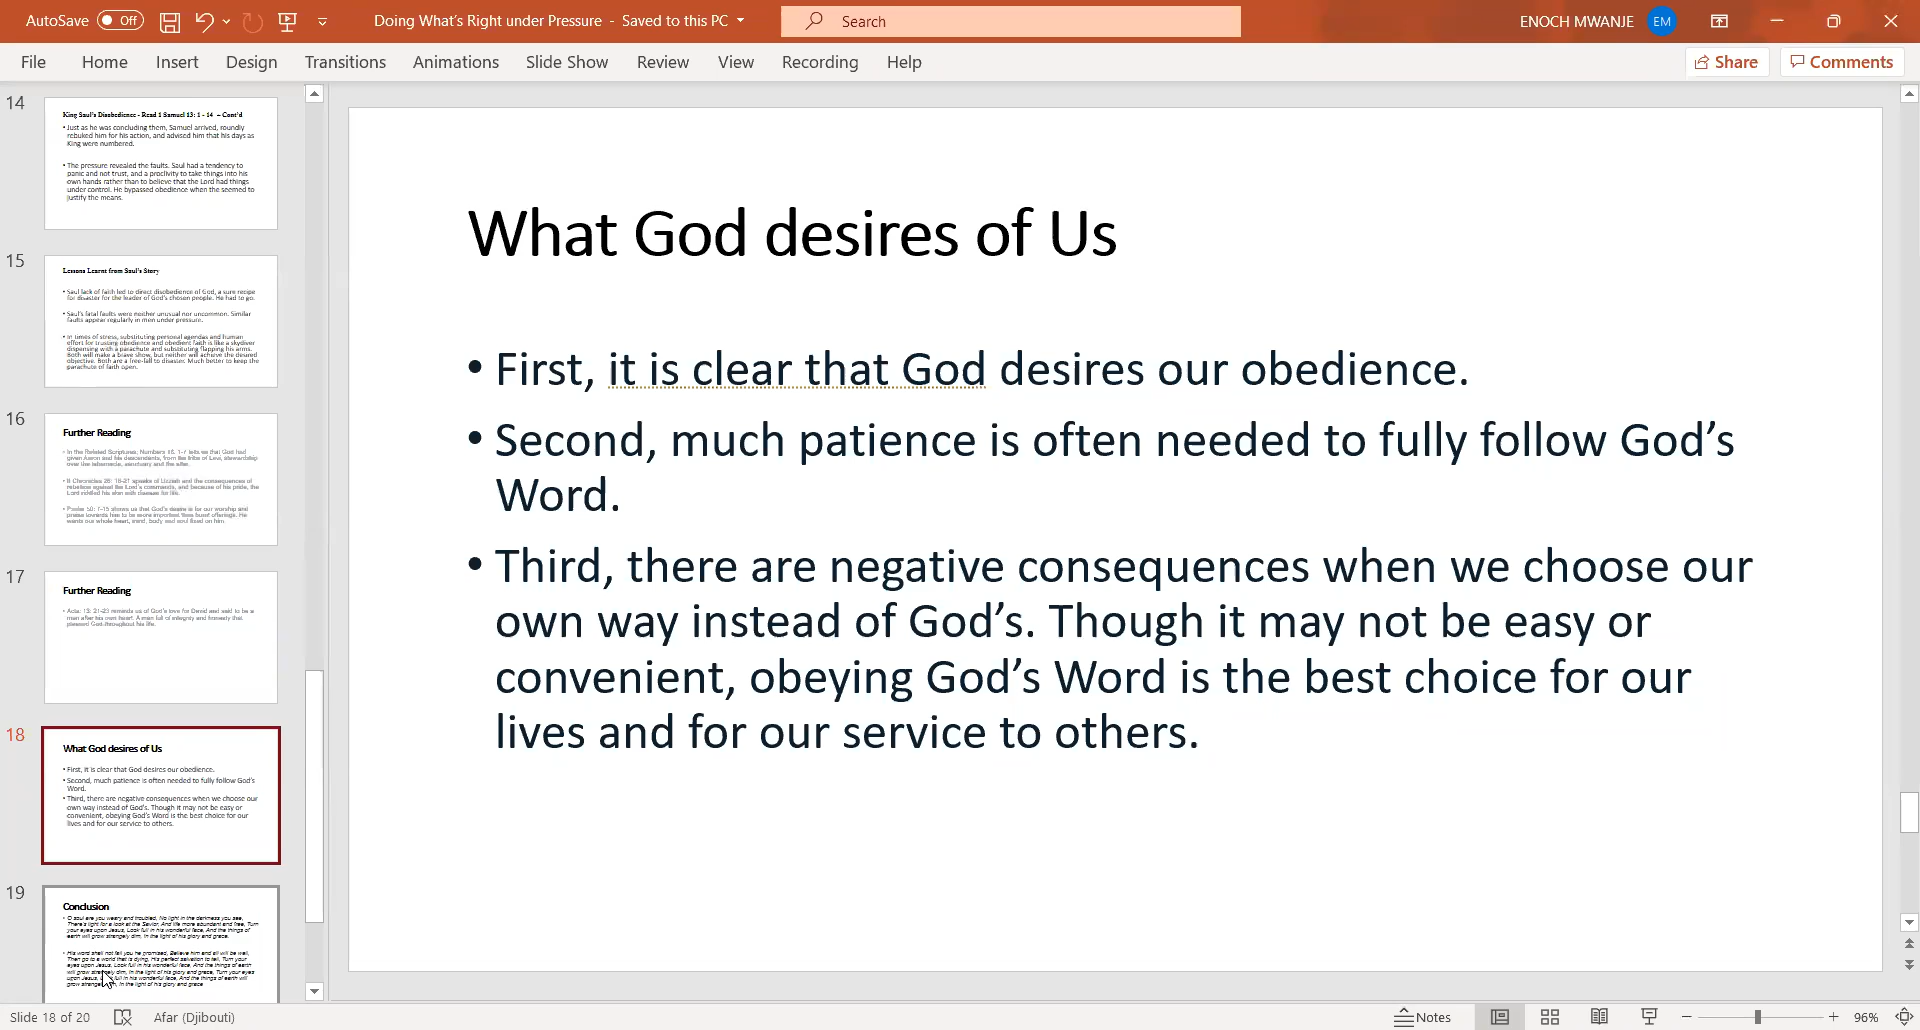 AutoSave Off Doing What's Right under Pressure - Saved to this PC Search ENOCH MWANJE EM
File Home Insert Design Transitions Animations Slide Show Review View Recording Help Share Comments
14
King Saul's Disobedience - Read 1 Samuel 13: 1 - 14 – Cont'd
• Just as he was concluding them, Samuel arrived, roundly
rebuked him for his action, and advised him that his days as
King were numbered.
• The pressure revealed the faults. Saul had a tendency to
panic and not trust, and a proclivity to take things into his
own hands rather than to believe that the Lord had things
under control. He bypassed obedience when the seemed to
justify the means.
15
Lessons Learnt from Saul's Story
• Saul lack of faith led to direct disobedience of God, a sure recipe
for disaster for the leader of God's chosen people. He had to go.
• Saul's fatal faults were neither unusual nor uncommon. Similar
faults appear regularly in men under pressure.
• In times of stress, substituting personal agendas and human
effort for trusting obedience and obedient faith is like a skydiver
dispensing with a parachute and substituting flapping his arms.
Both will make a brave show, but neither will achieve the desired
objective. Both are a free-fall to disaster. Much better to keep the
parachute of faith open.
16
Further Reading
• In the Related Scriptures, Numbers 18: 1-7 tells us that God had
given Aaron and his descendants, from the tribe of Levi, stewardship
over the tabernacle, sanctuary and the altar.
• II Chronicles 26: 16-21 speaks of Uzziah and the consequences of
rebellion against the Lord's commands, and because of his pride, the
Lord riddled his skin with disease for life.
• Psalm 50: 7-15 shows us that God's desire is for our worship and
praise towards him to be more important than burnt offerings. He
wants our whole heart, mind, body and soul fixed on him.
17
Further Reading
• Acts: 13: 21-23 reminds us of God's love for David and said to be a
man after his own heart. A man full of integrity and honesty that
pleased God throughout his life.
18
What God desires of Us
• First, it is clear that God desires our obedience.
• Second, much patience is often needed to fully follow God's
Word.
• Third, there are negative consequences when we choose our
own way instead of God's. Though it may not be easy or
convenient, obeying God's Word is the best choice for our
lives and for our service to others.
19
Conclusion
• O soul are you weary and troubled, No light in the darkness you see,
There's light for a look at the Savior, And life more abundant and free, Turn
your eyes upon Jesus, Look full in his wonderful face, And the things of
earth will grow strangely dim, In the light of his glory and grace.
• His word shall not fail you he promised, Believe him and all will be well,
Then go to a world that is dying, His perfect salvation to tell, Turn your
eyes upon Jesus, Look full in his wonderful face, And the things of earth
will grow strangely dim, In the light of his glory and grace, Turn your eyes
upon Jesus, Look full in his wonderful face, And the things of earth will
grow strangely dim, In the light of his glory and grace
What God desires of Us
• First, it is clear that God desires our obedience.
• Second, much patience is often needed to fully follow God's
Word.
• Third, there are negative consequences when we choose our
own way instead of God's. Though it may not be easy or
convenient, obeying God's Word is the best choice for our
lives and for our service to others.
Slide 18 of 20 Afar (Djibouti) Notes 96%